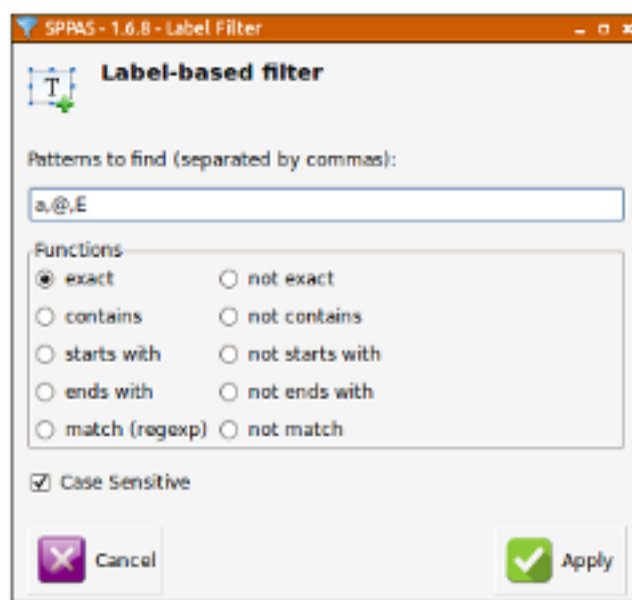 SPPAS - 1.6.8 - Label Filter
T
Label-based filter
Patterns to find (separated by commas):
a,@,E
Functions
exact
not exact
contains
not contains
starts with
not starts with
ends with
not ends with
match (regexp)
not match
Case Sensitive
Cancel
Apply